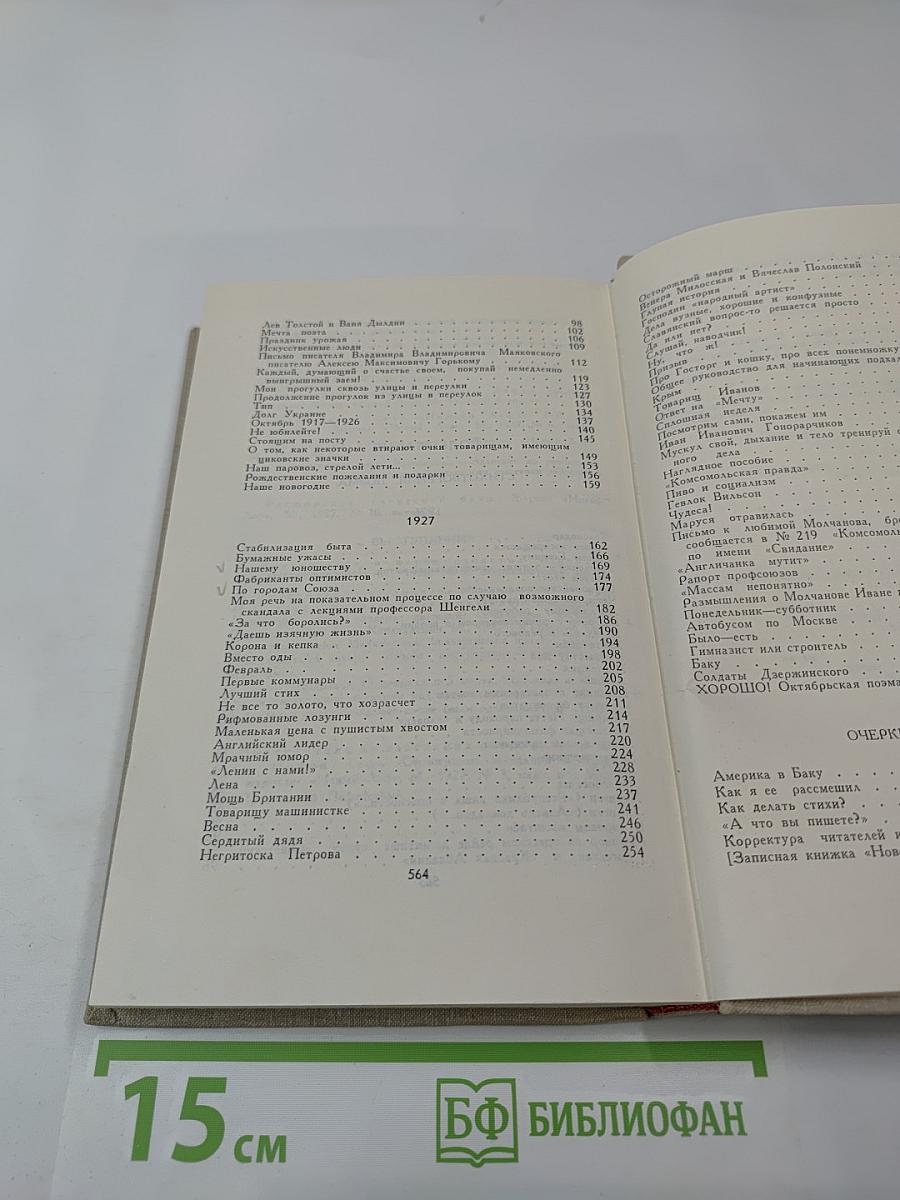 Лев Толстой и Ваня Дылдин . . . . . . . . . . 98
Мечта поэта . . . . . . . . . . 102
Праздник урожая . . . . . . . . . . 106
Искусственные люди . . . . . . . . . . 109
Письмо писателя Владимира Владимировича Маяковского
писателю Алексею Максимовичу Горькому . . . . . 112
Каждый, думающий о счастье своем, покупай немедленно
выигрышный заем! . . . . . . . . . . 119
Мои прогулки сквозь улицы и переулки . . . . . . . 123
Продолжение прогулок из улицы в переулок . . . . . 127
Тип . . . . . . . . . . 130
Долг Украине . . . . . . . . . . 134
Октябрь 1917—1926 . . . . . . . . . . 137
Не юбилейте! . . . . . . . . . . 140
Стоящим на посту . . . . . . . . . . 145
О том, как некоторые втирают очки товарищам, имеющим
циковские значки . . . . . . . . . . 149
Наш паровоз, стрелой лети... . . . . . . . . . . 153
Рождественские пожелания и подарки . . . . . . . . 156
Наше новогодие . . . . . . . . . . 159
1927
Стабилизация быта . . . . . . . . . . 162
Бумажные ужасы . . . . . . . . . . 166
Нашему юношеству . . . . . . . . . . 169
Фабриканты оптимистов . . . . . . . . . . 174
По городам Союза . . . . . . . . . . 177
Моя речь на показательном процессе по случаю возможного
скандала с лекциями профессора Шенгели . . . . . 182
«За что боролись?» . . . . . . . . . . 186
«Даешь изячную жизнь» . . . . . . . . . . 190
Корона и кепка . . . . . . . . . . 194
Вместо оды . . . . . . . . . . 198
Февраль . . . . . . . . . . 202
Первые коммунары . . . . . . . . . . 205
Лучший стих . . . . . . . . . . 208
Не все то золото, что хозрасчет . . . . . . . . . . 211
Рифмованные лозунги . . . . . . . . . . 214
Маленькая цена с пушистым хвостом . . . . . . . . 217
Английский лидер . . . . . . . . . . 220
Мрачный юмор . . . . . . . . . . 224
«Ленин с нами!» . . . . . . . . . . 228
Лена . . . . . . . . . . 233
Мощь Британии . . . . . . . . . . 237
Товарищу машинистке . . . . . . . . . . 241
Весна . . . . . . . . . . 246
Сердитый дядя . . . . . . . . . . 250
Негритоска Петрова . . . . . . . . . . 254
564
Осторожный марш . . . . .
Венера Милосская и Вячеслав Полонский . .
Глупая история . . . . .
Господин «народный артист» . . . . .
Дела вузные, хорошие и конфузные . . . .
Славянский вопрос-то решается просто . .
Да или нет? . . . . .
Слушай, наводчик! . . . . .
Ну, что ж! . . . . .
Призыв . . . . .
Про Госторг и кошку, про всех понемножку
Общее руководство для начинающих подхал
Крым . . . . .
Товарищ Иванов . . . . .
Ответ на «Мечту» . . . . .
Сплошная неделя . . . . .
Посмотрим сами, покажем им . . . . .
Иван Иванович Гонорарчиков . . . . .
Мускул свой, дыхание и тело тренируй с
ного дела . . . . .
Наглядное пособие . . . . .
«Комсомольская правда» . . . . .
Пиво и социализм . . . . .
Гевлок Вильсон . . . . .
Чудеса! . . . . .
Маруся отравилась . . . . .
Письмо к любимой Молчанова, бро
сообщается в № 219 «Комсомоль
по имени «Свидание» . . .
«Англичанка мутит» . . . . .
Рапорт профсоюзов . . . . .
«Массам непонятно» . . . . .
Размышления о Молчанове Иване и
Понедельник—субботник . . . .
Автобусом по Москве . . . .
Было—есть . . . . .
Гимназист или строитель . . . .
Баку . . . . .
Солдаты Дзержинского . . . .
ХОРОШО! Октябрьская поэма
ОЧЕРК
Америка в Баку . . . .
Как я ее рассмешил . . .
Как делать стихи? . . . .
«А что вы пишете?» . .
Корректура читателей и
[Записная книжка «Нов
15 см
БФ БИБЛИОФАН